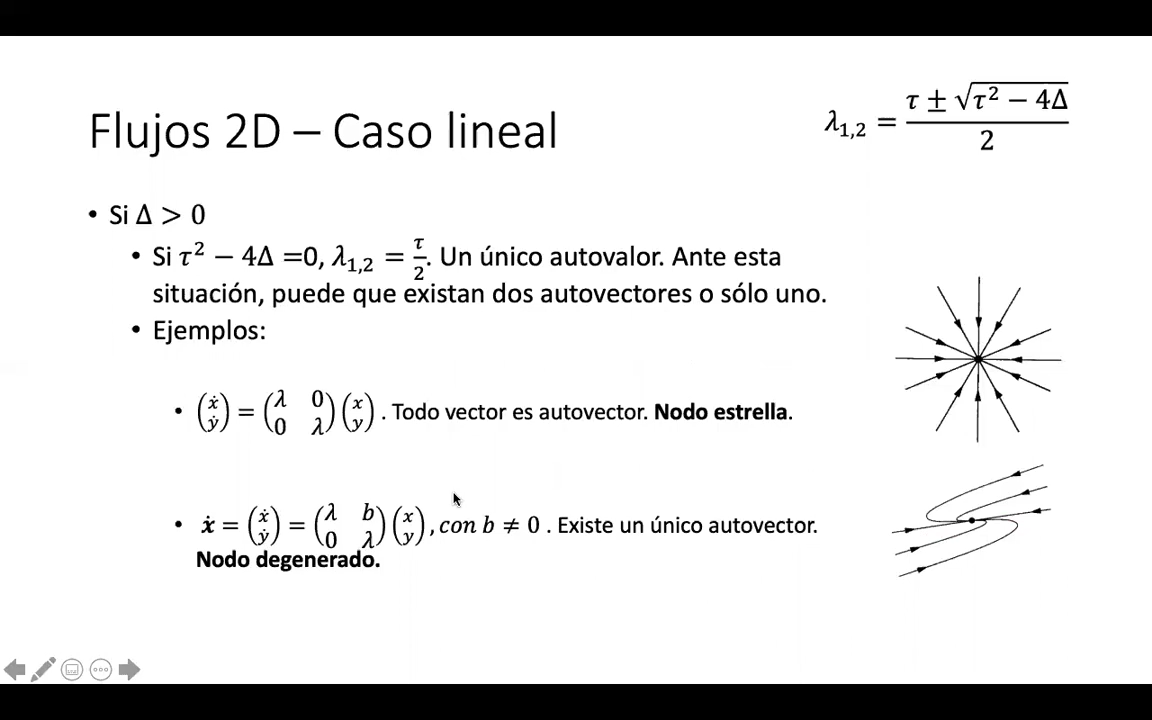 Flujos 2D – Caso lineal
λ₁,₂ = (τ ± √(τ² − 4Δ)) / 2
• Si Δ > 0
• Si τ² − 4Δ =0, λ₁,₂ = τ/2. Un único autovalor. Ante esta
situación, puede que existan dos autovectores o sólo uno.
• Ejemplos:
• (ẋ ẏ) = (λ 0 0 λ)(x y) . Todo vector es autovector. Nodo estrella.
• ẋ = (ẋ ẏ) = (λ b 0 λ)(x y), con b ≠ 0 . Existe un único autovector.
Nodo degenerado.